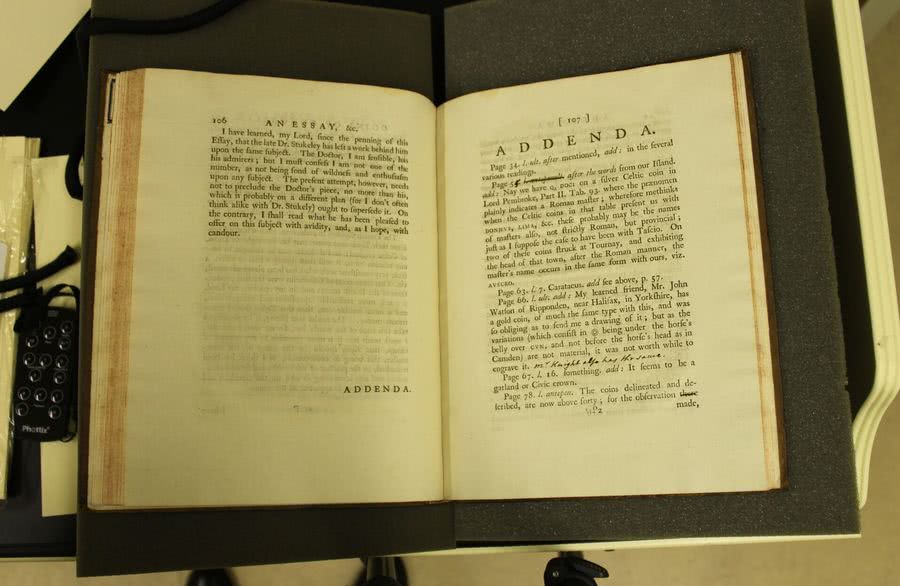 106 AN ESSAY, &c.
I have learned, my Lord, since the penning of this
Essay, that the late Dr. Stukeley has left a work behind him
upon the same subject. The Doctor, I am sensible, has
his admirers; but I must confess I am not one of the
number, as not being fond of wildness and enthusiasm
upon any subject. The present attempt, however, needs
not to preclude the Doctor's piece, no more than his,
which is probably on a different plan (for I don't often
think alike with Dr. Stukely) ought to supersede it. On
the contrary, I shall read what he has been pleased to
offer on this subject with avidity, and, as I hope, with
candour.
ADDENDA.
[ 107 ]
ADDENDA.
Page 34. l. ult. after mentioned, add: in the several
various readings.
Page 5 after the words from our Island.
add: Nay we have poet on a silver Celtic coin in
Lord Pembroke, Part II. Tab. 93. where the prænomen
plainly indicates a Roman master; wherefore methinks
when the Celtic coins in that table present us with
&c. these probably may be the names
of masters also, not strictly Roman, but provincial;
just as I suppose the case to have been with Tascio. On
two of these coins struck at Tournay, and exhibiting
the head of that town, after the Roman manner, the
master's name occurs in the same form with ours, viz.
Page 63. l. 7. Carataeus. add see above, p. 57.
Page 66. l. ult. add: My learned friend, Mr. John
Watson of Ripponden, near Halifax, in Yorkshire, has
a gold coin, of much the same type with this, and was
so obliging as to send me a drawing of it; but as the
variations (which consist in being under the horse's
belly over CVN, and not before the horse's head as in
Camden) are not material, it was not worth while to
engrave it. Mr Knight also has the same.
Page 67. l. 16. something. add: It seems to be a
garland or Civic crown.
Page 78. l. antepen. The coins delineated and de-
scribed, are now above forty; for the observation there
P 2 made,
Phottix